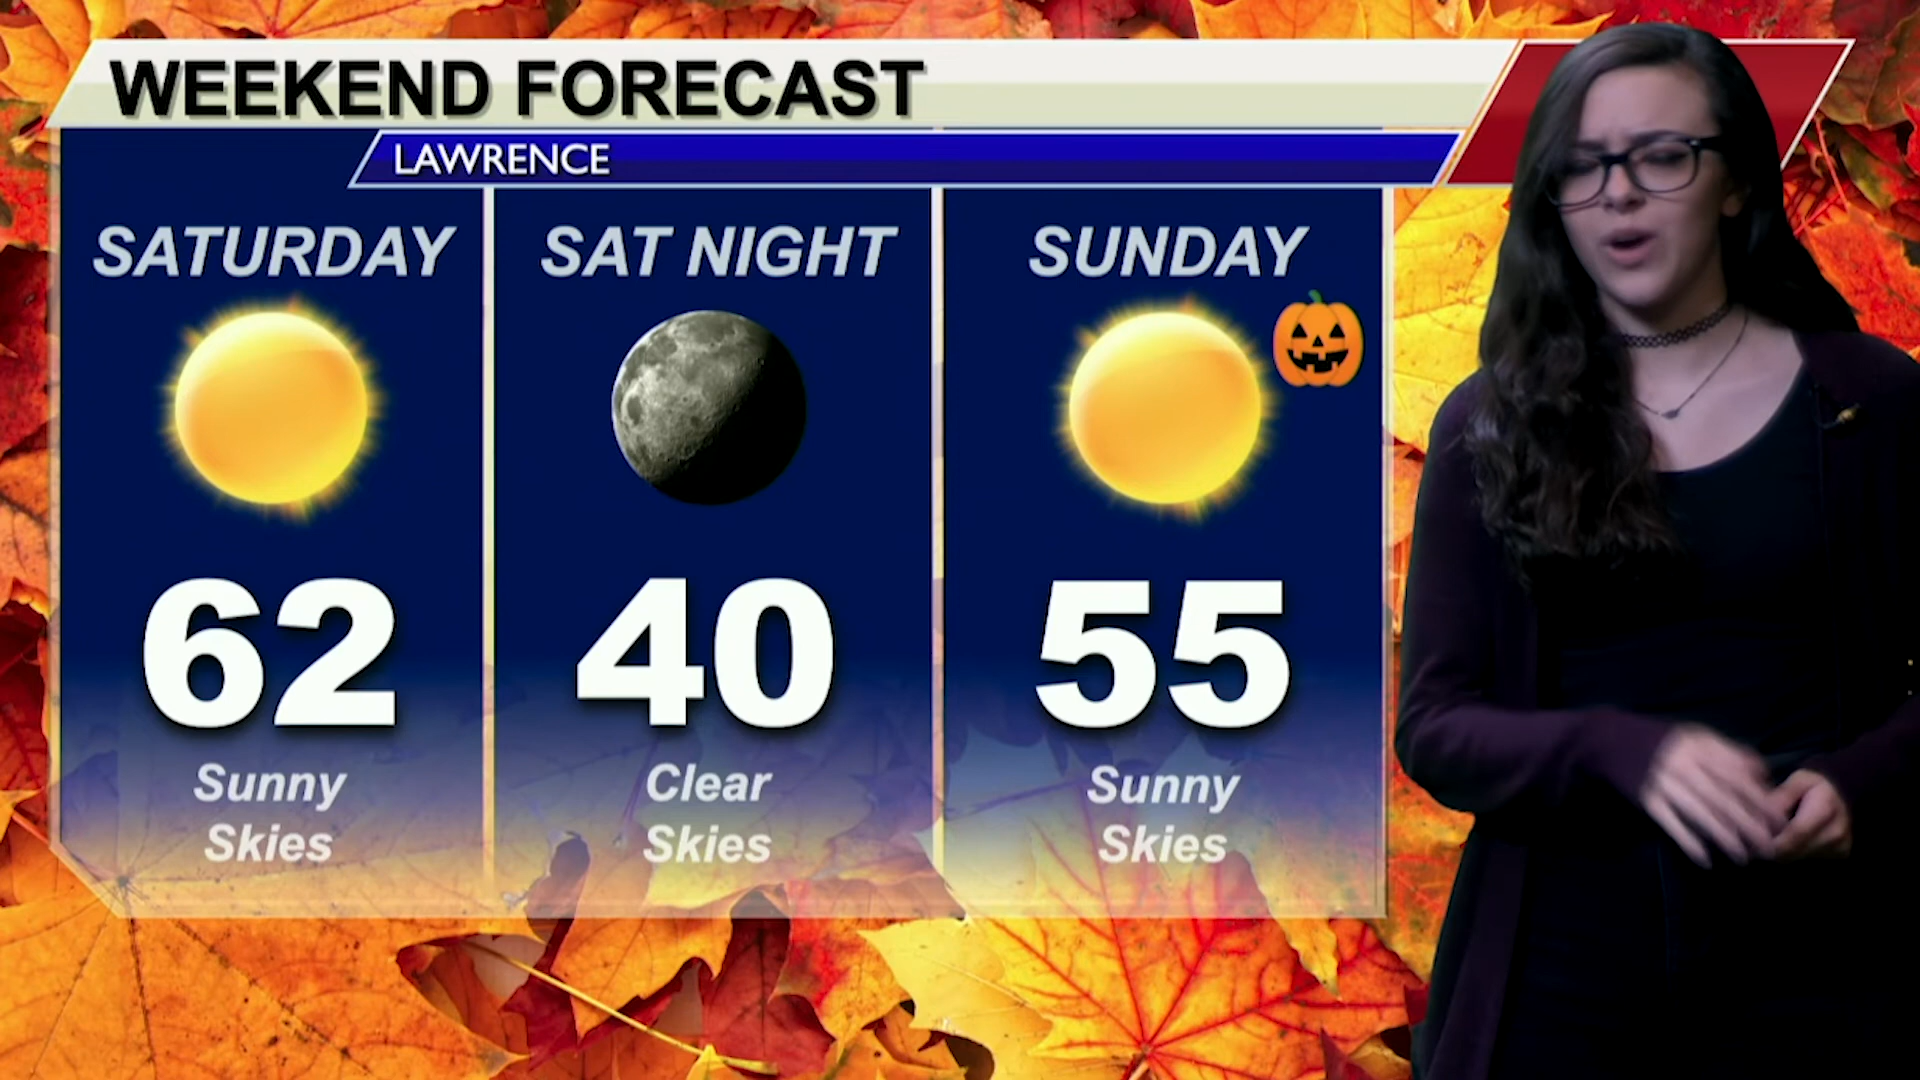 WEEKEND FORECAST
LAWRENCE
SATURDAY
62
Sunny
Skies
SAT NIGHT
40
Clear
Skies
SUNDAY
55
Sunny
Skies